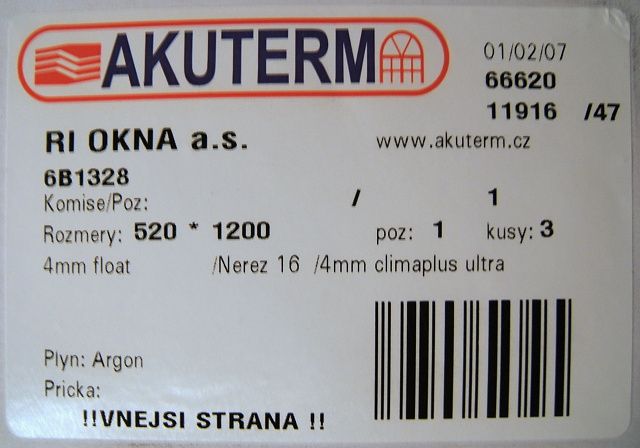 AKUTERM
01/02/07
66620
11916 /47
RI OKNA a.s.
www.akuterm.cz
6B1328
Komise/Poz: / 1
Rozmery: 520 * 1200 poz: 1 kusy: 3
4mm float /Nerez 16 /4mm climaplus ultra
Plyn: Argon
Pricka:
!!VNEJSI STRANA !!